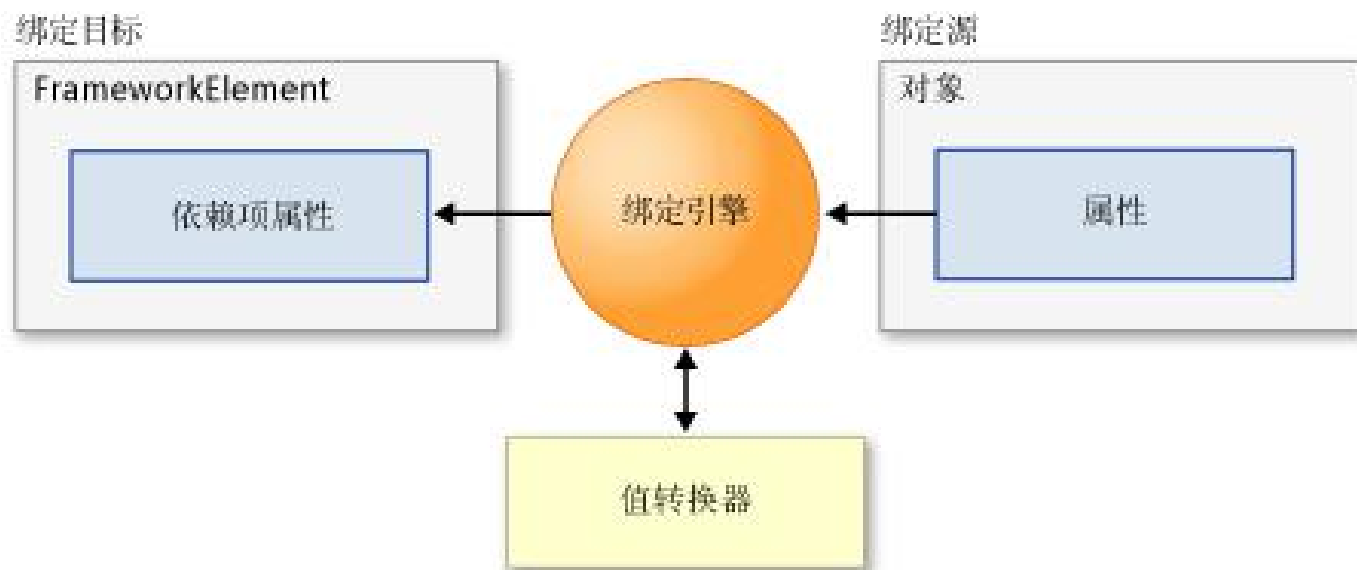 绑定目标
绑定源
FrameworkElement
对象
依赖项属性
绑定引擎
属性
值转换器